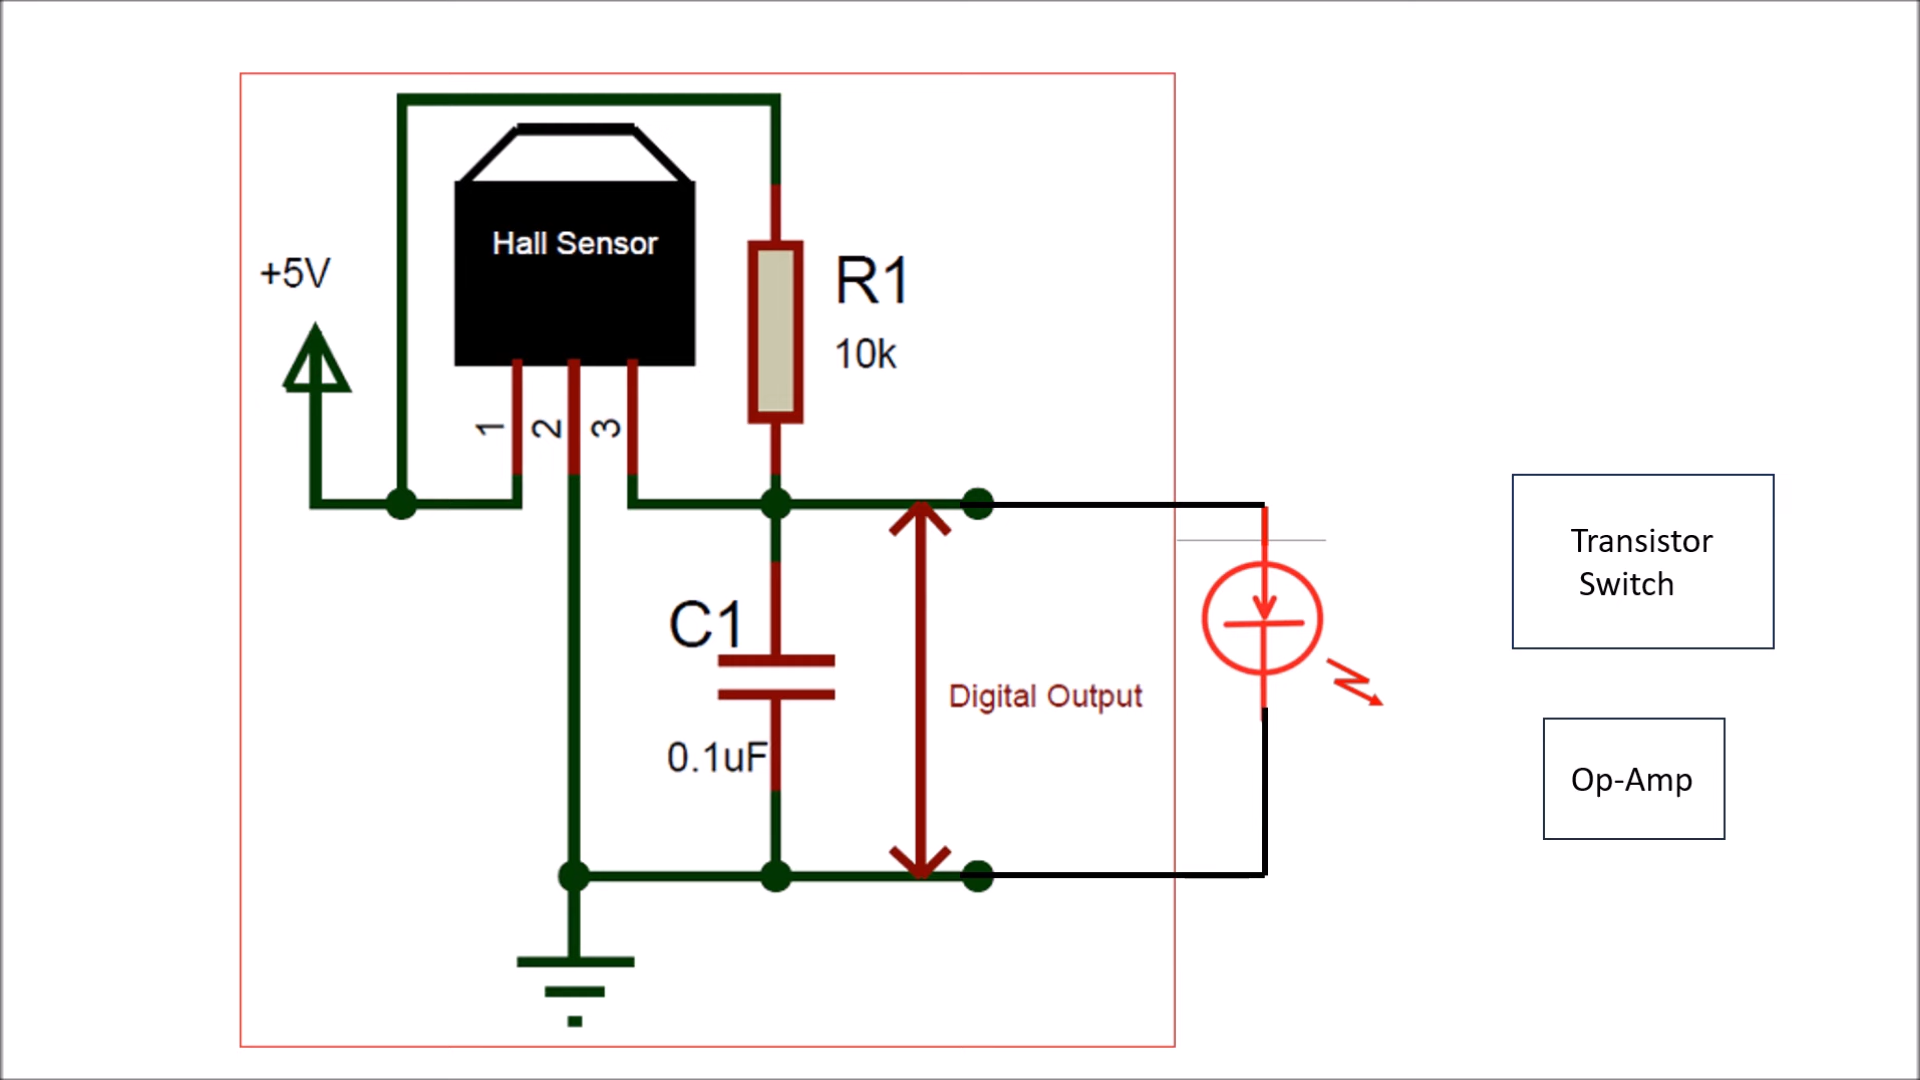 Hall Sensor
+5V
R1
10k
1
2
3
C1
0.1uF
Digital Output
Transistor
Switch
Op-Amp